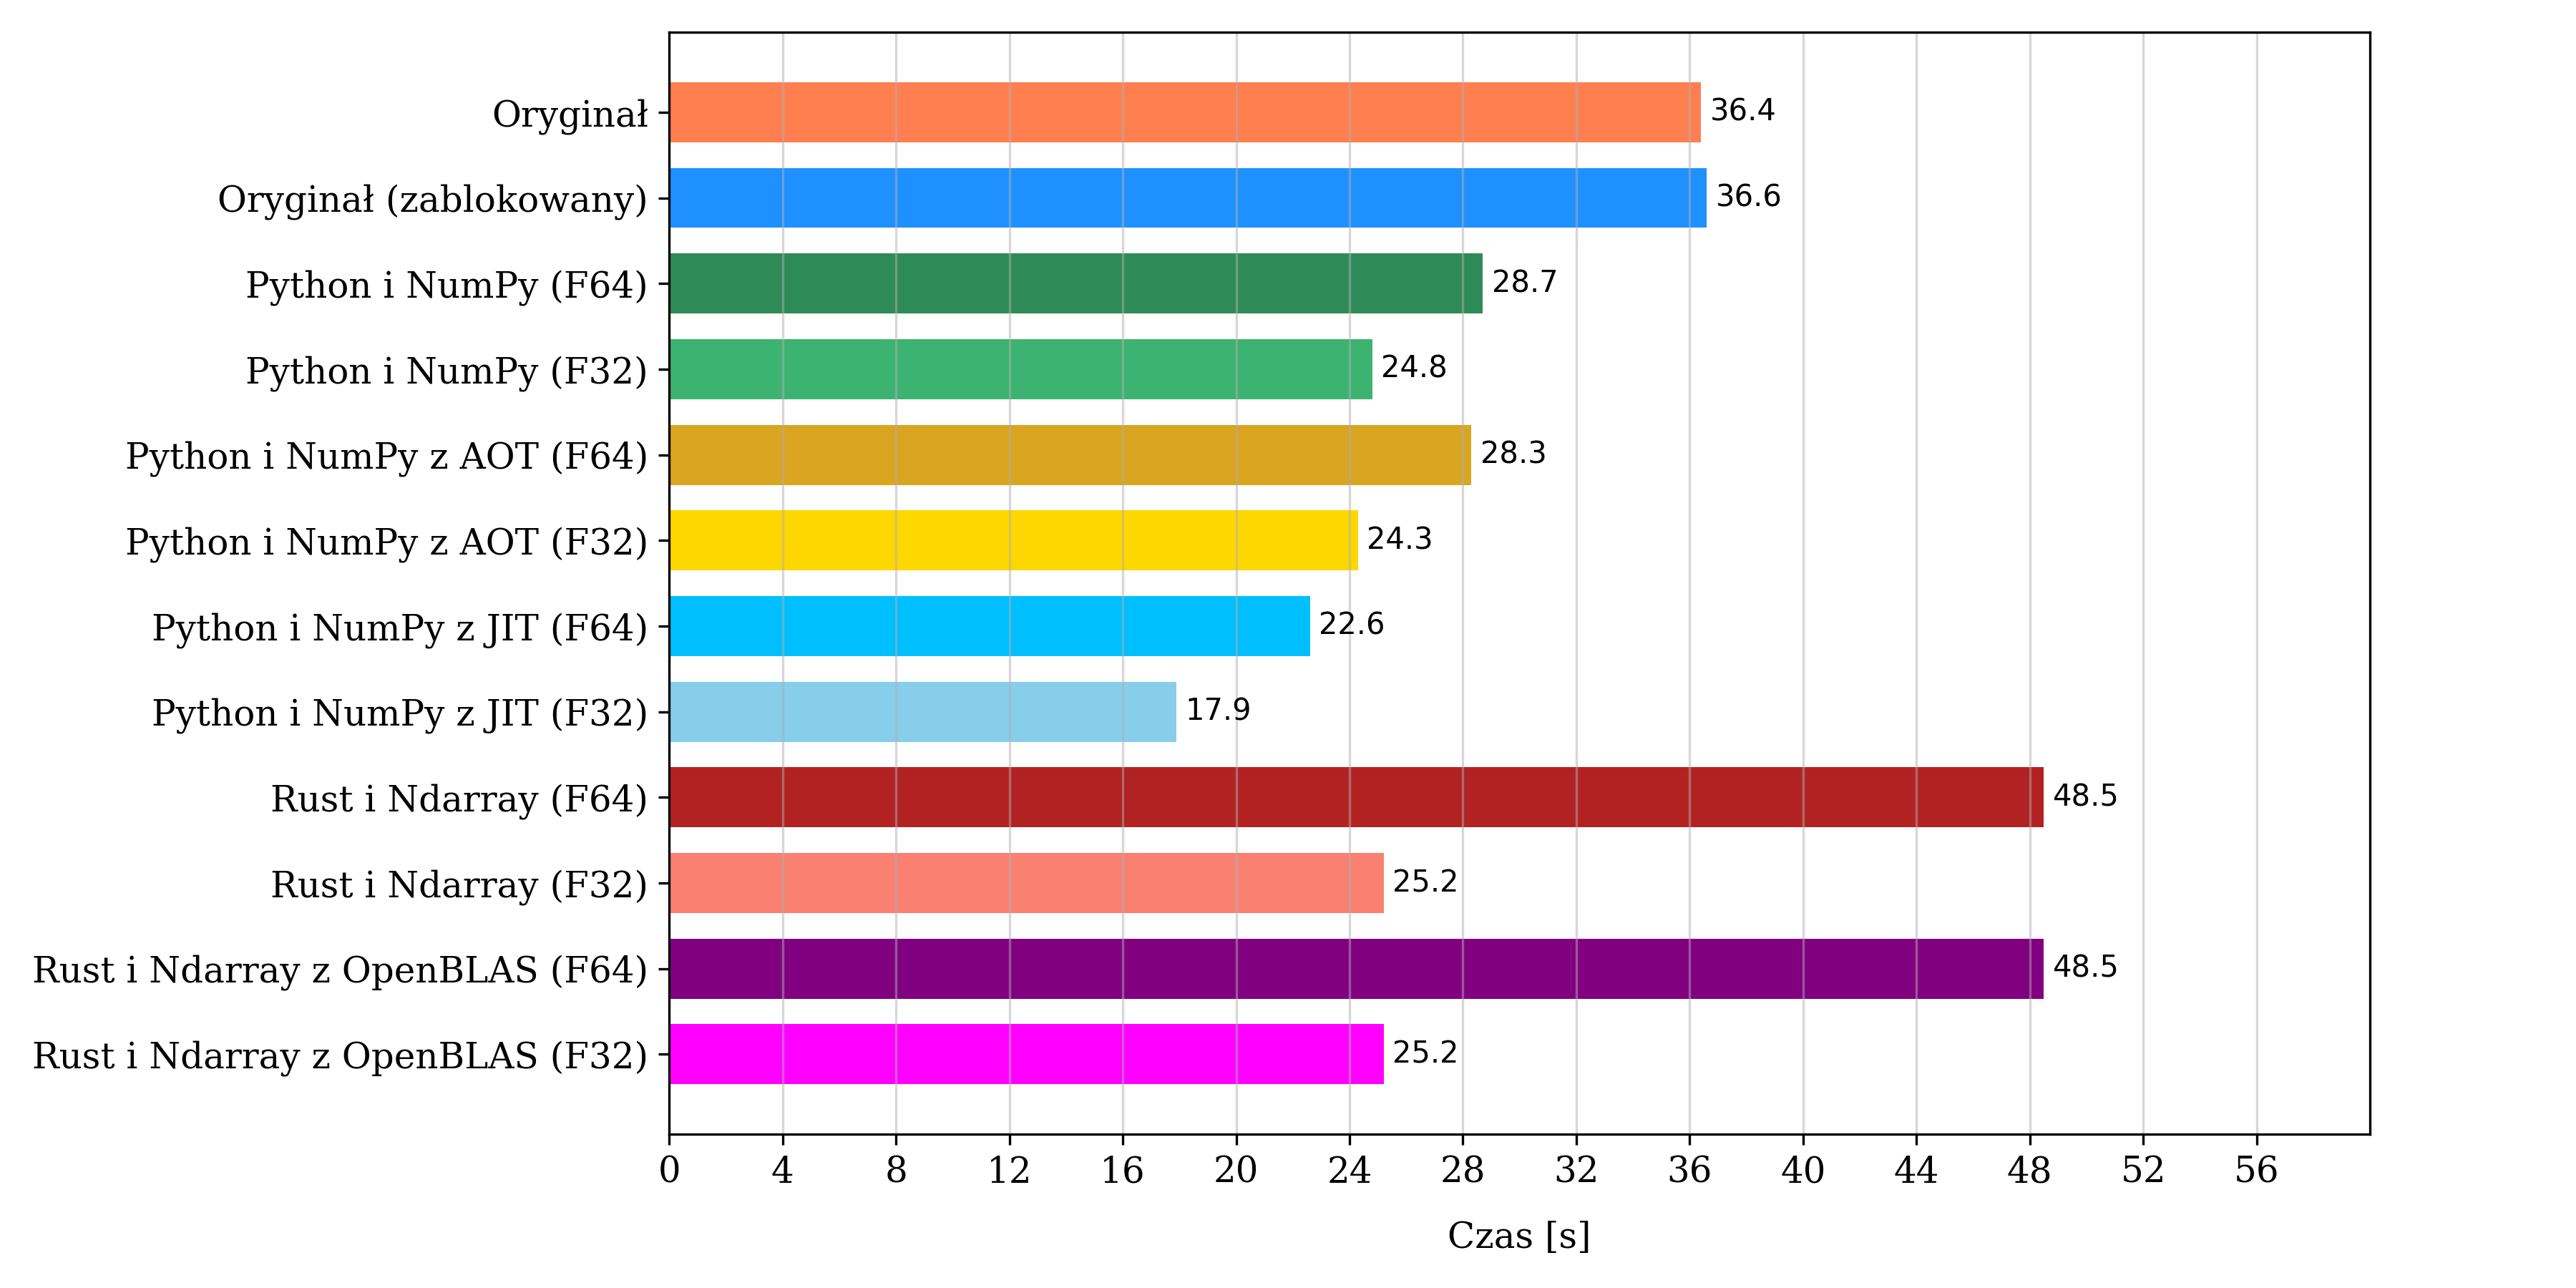 Oryginał 36.4
Oryginał (zablokowany) 36.6
Python i NumPy (F64) 28.7
Python i NumPy (F32) 24.8
Python i NumPy z AOT (F64) 28.3
Python i NumPy z AOT (F32) 24.3
Python i NumPy z JIT (F64) 22.6
Python i NumPy z JIT (F32) 17.9
Rust i Ndarray (F64) 48.5
Rust i Ndarray (F32) 25.2
Rust i Ndarray z OpenBLAS (F64) 48.5
Rust i Ndarray z OpenBLAS (F32) 25.2
0 4 8 12 16 20 24 28 32 36 40 44 48 52 56
Czas [s]